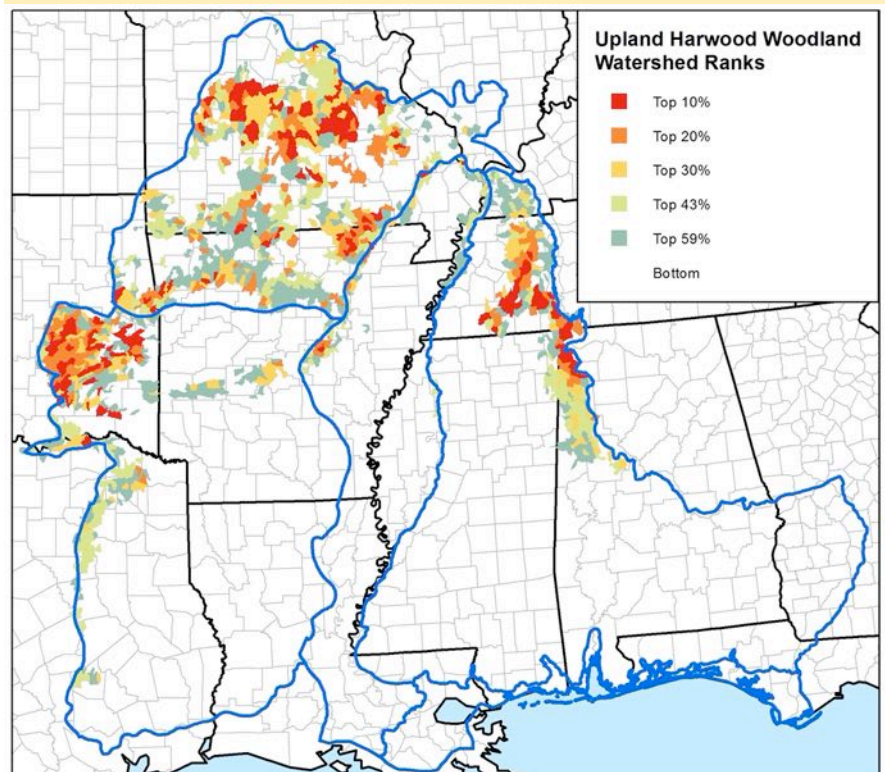 Upland Harwood Woodland
Watershed Ranks
Top 10%
Top 20%
Top 30%
Top 43%
Top 59%
Bottom